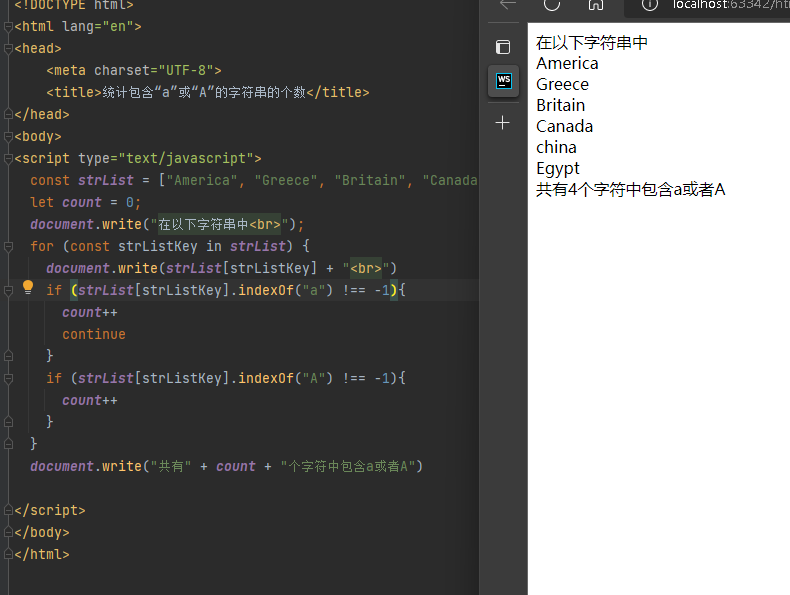 <!DOCTYPE html>
<html lang="en">
<head>
<meta charset="UTF-8">
<title>统计包含“a”或“A”的字符串的个数</title>
</head>
<body>
<script type="text/javascript">
const strList = ["America", "Greece", "Britain", "Canada
let count = 0;
document.write("在以下字符串中<br>");
for (const strListKey in strList) {
document.write(strList[strListKey] + "<br>")
if (strList[strListKey].indexOf("a") !== -1){
count++
continue
}
if (strList[strListKey].indexOf("A") !== -1){
count++
}
}
document.write("共有" + count + "个字符中包含a或者A")
</script>
</body>
</html>
localhost:63342/ht
WS
在以下字符串中
America
Greece
Britain
Canada
china
Egypt
共有4个字符中包含a或者A